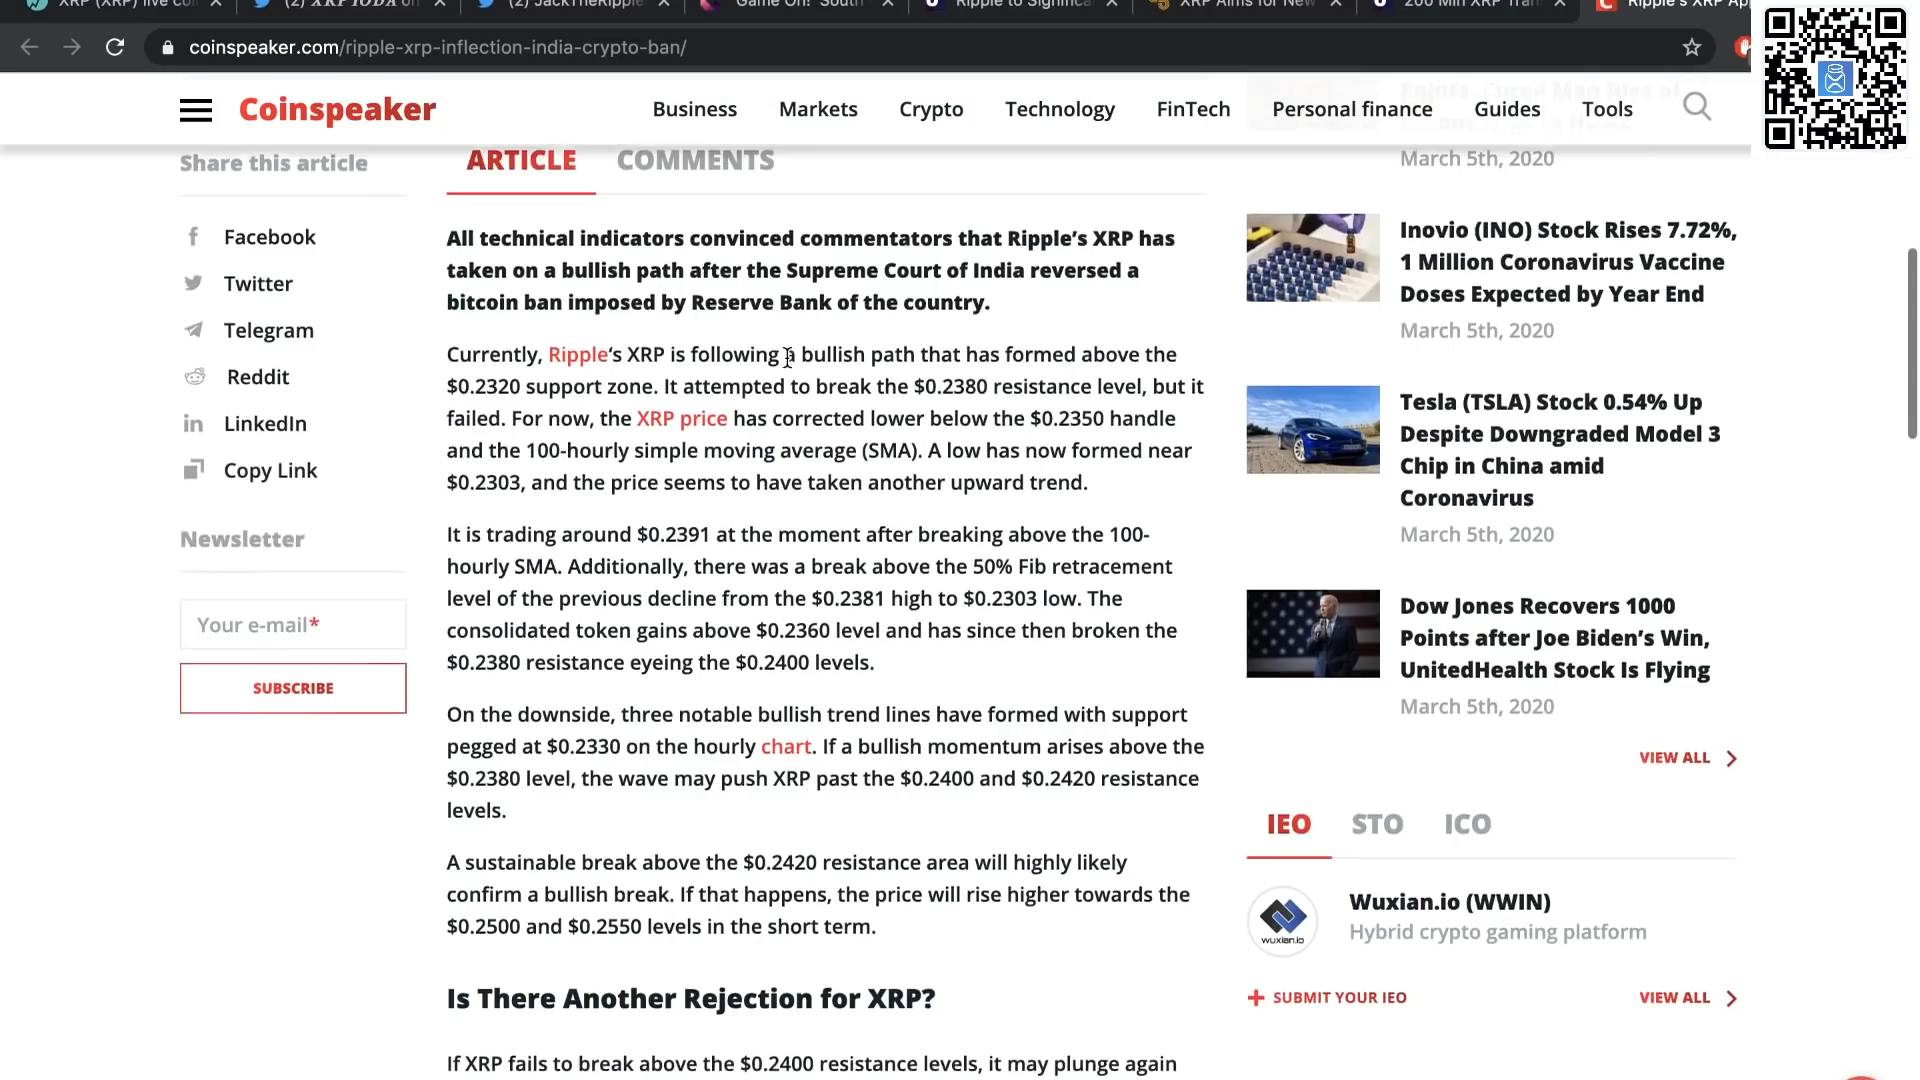 XRP (XRP) live coi
(2) XRP YODA on
(2) JackTheRipple
Game On! South
Ripple to Significa
XRP Aims for New
200 Mln XRP Tran
Ripple's XRP Ap
coinspeaker.com/ripple-xrp-inflection-india-crypto-ban/
Coinspeaker
Business
Markets
Crypto
Technology
FinTech
Personal finance
Guides
Tools
Share this article
Facebook
Twitter
Telegram
Reddit
LinkedIn
Copy Link
Newsletter
Your e-mail*
SUBSCRIBE
ARTICLE
COMMENTS
All technical indicators convinced commentators that Ripple's XRP has
taken on a bullish path after the Supreme Court of India reversed a
bitcoin ban imposed by Reserve Bank of the country.
Currently, Ripple's XRP is following a bullish path that has formed above the
$0.2320 support zone. It attempted to break the $0.2380 resistance level, but it
failed. For now, the XRP price has corrected lower below the $0.2350 handle
and the 100-hourly simple moving average (SMA). A low has now formed near
$0.2303, and the price seems to have taken another upward trend.
It is trading around $0.2391 at the moment after breaking above the 100-
hourly SMA. Additionally, there was a break above the 50% Fib retracement
level of the previous decline from the $0.2381 high to $0.2303 low. The
consolidated token gains above $0.2360 level and has since then broken the
$0.2380 resistance eyeing the $0.2400 levels.
On the downside, three notable bullish trend lines have formed with support
pegged at $0.2330 on the hourly chart. If a bullish momentum arises above the
$0.2380 level, the wave may push XRP past the $0.2400 and $0.2420 resistance
levels.
A sustainable break above the $0.2420 resistance area will highly likely
confirm a bullish break. If that happens, the price will rise higher towards the
$0.2500 and $0.2550 levels in the short term.
Is There Another Rejection for XRP?
If XRP fails to break above the $0.2400 resistance levels, it may plunge again
March 5th, 2020
Inovio (INO) Stock Rises 7.72%,
1 Million Coronavirus Vaccine
Doses Expected by Year End
March 5th, 2020
Tesla (TSLA) Stock 0.54% Up
Despite Downgraded Model 3
Chip in China amid
Coronavirus
March 5th, 2020
Dow Jones Recovers 1000
Points after Joe Biden's Win,
UnitedHealth Stock Is Flying
March 5th, 2020
VIEW ALL
IEO
STO
ICO
wuxian.io
Wuxian.io (WWIN)
Hybrid crypto gaming platform
SUBMIT YOUR IEO
VIEW ALL